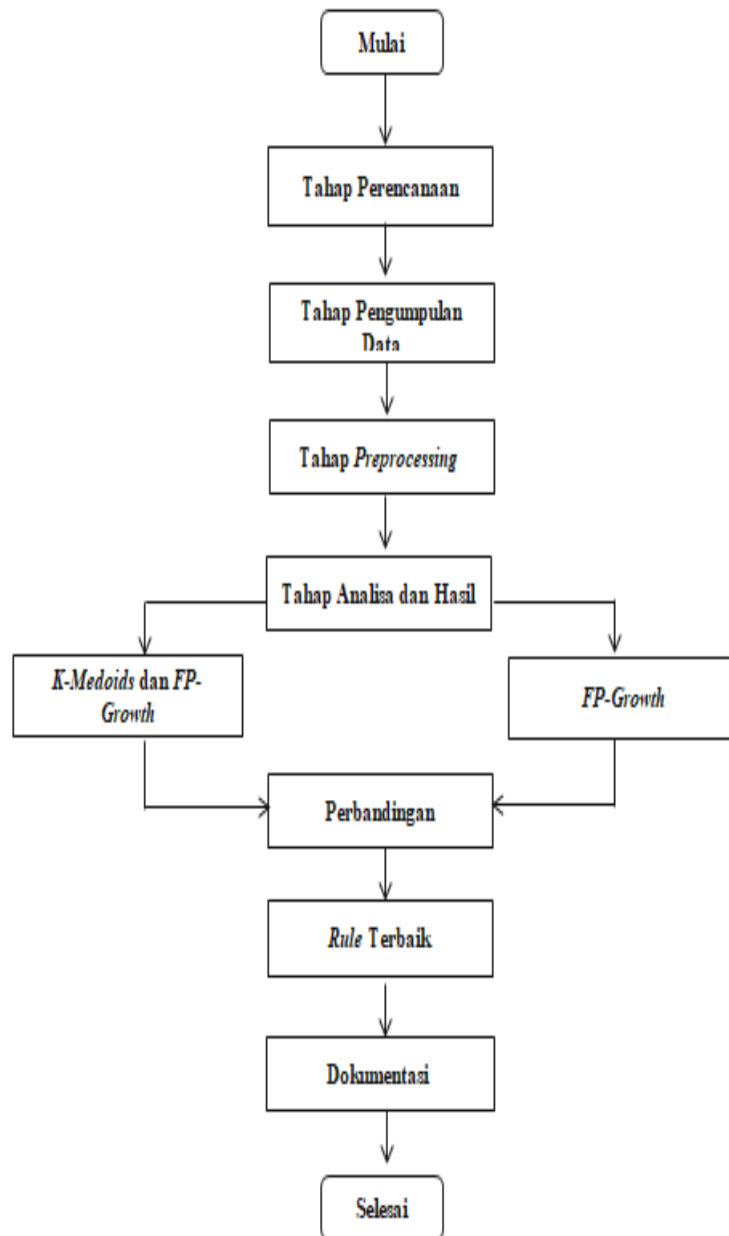 Mulai
Tahap Perencanaan
Tahap Pengumpulan
Data
Tahap Preprocessing
Tahap Analisa dan Hasil
K-Medoids dan FP-
Growth
FP-Growth
Perbandingan
Rule Terbaik
Dokumentasi
Selesai